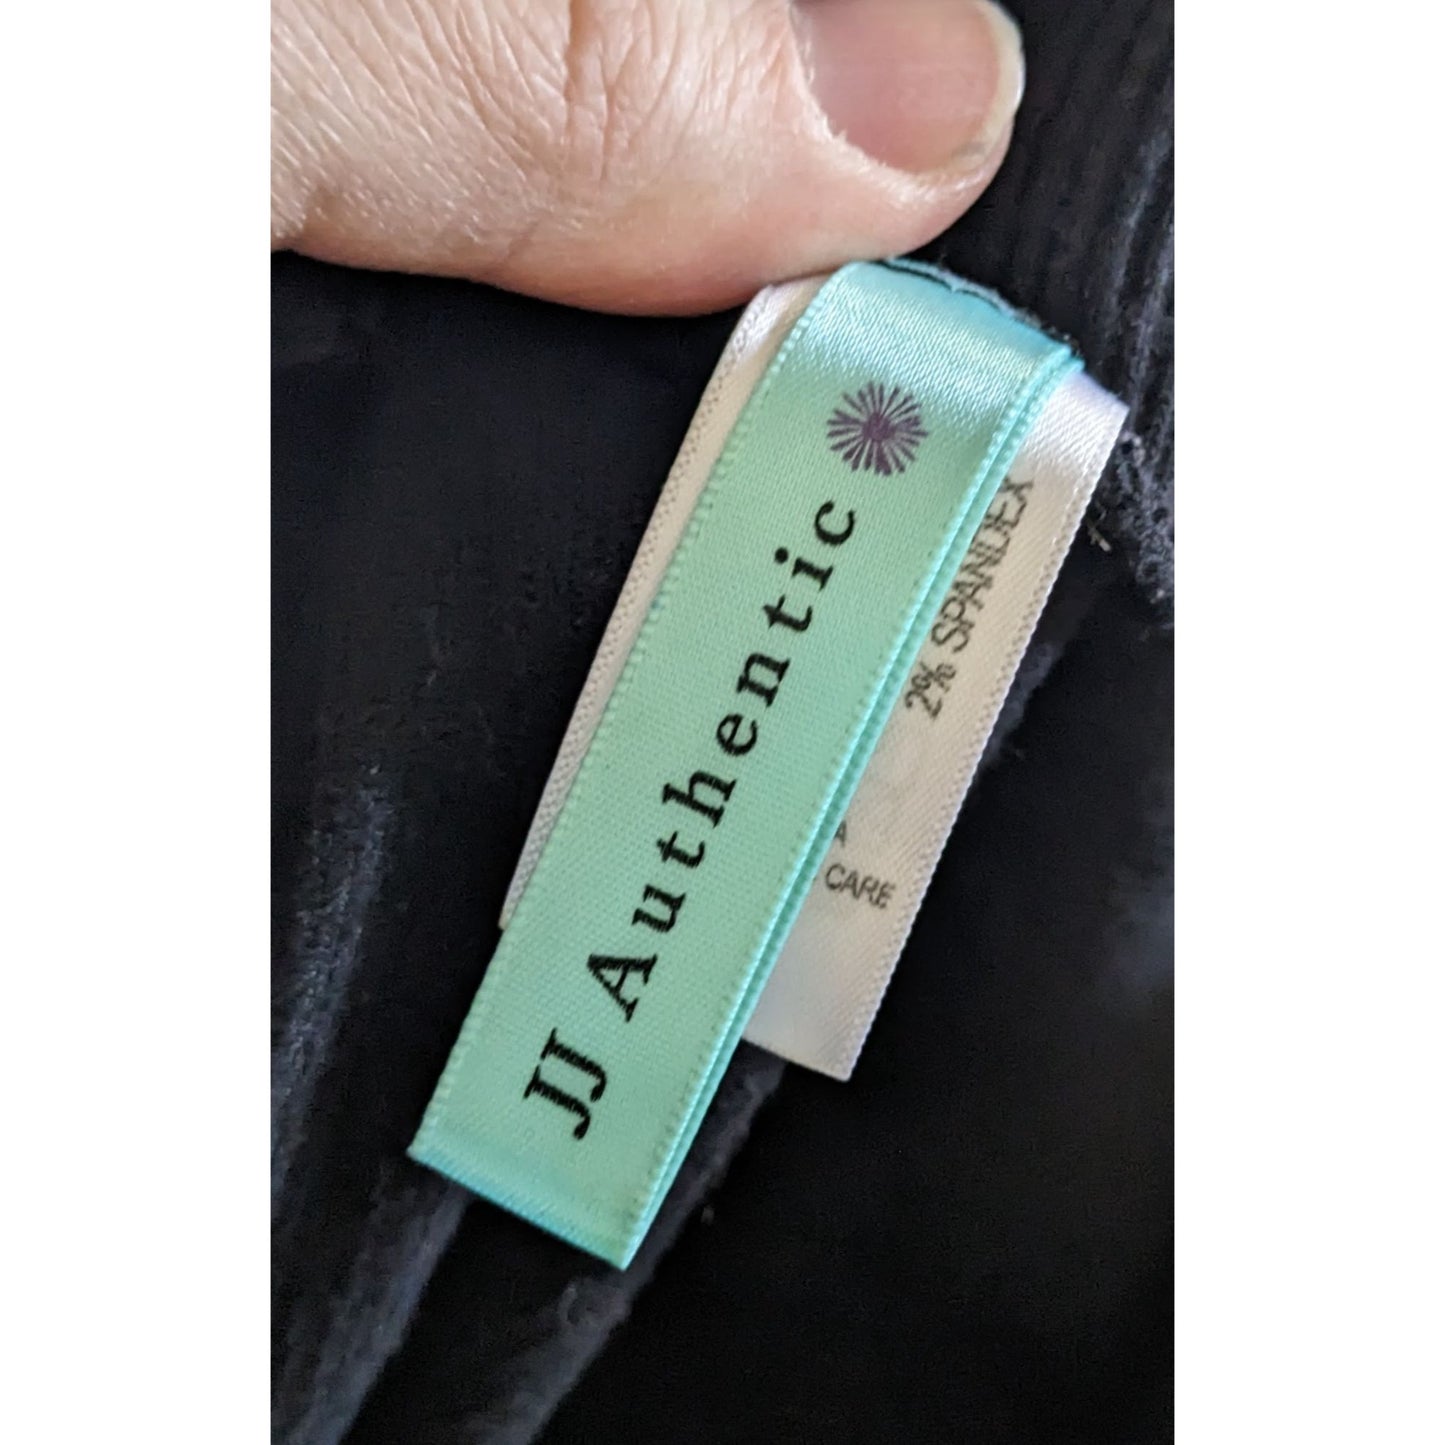 JJ Authentic
2% SPANDEX
A
CARE